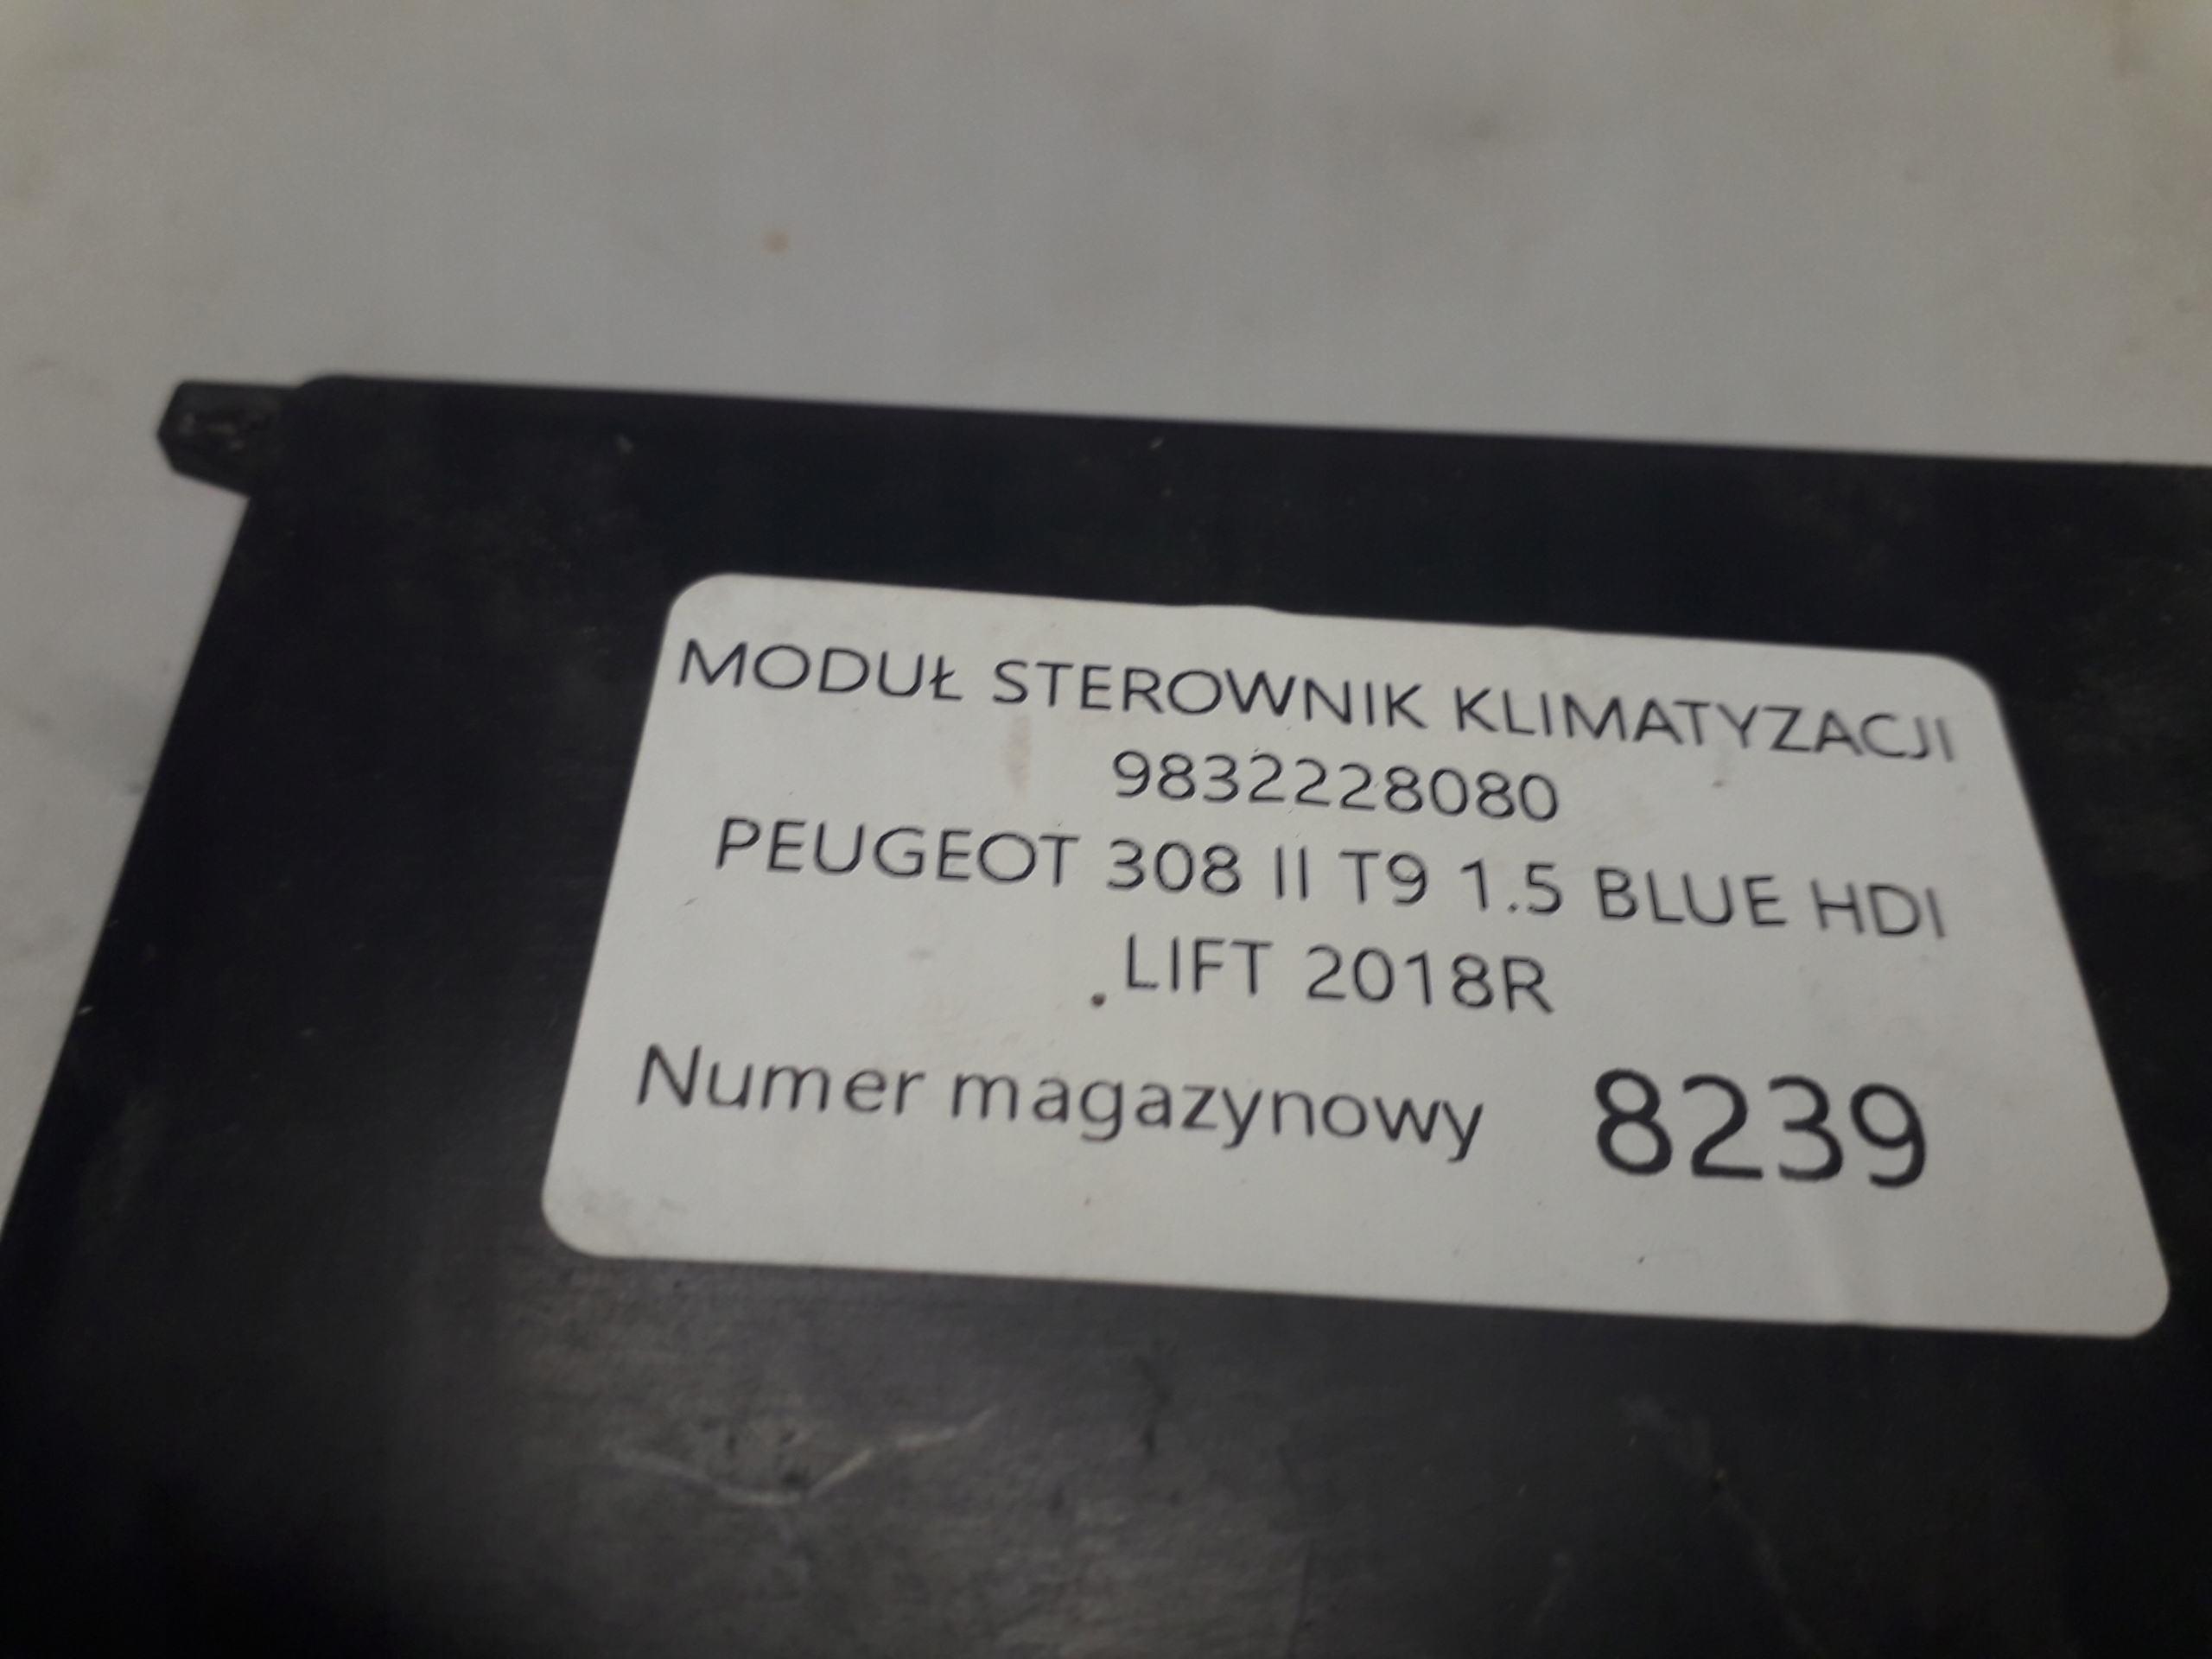 MODUŁ STEROWNIK KLIMATYZACJI
9832228080
PEUGEOT 308 II T9 1.5 BLUE HDI
LIFT 2018R
Numer magazynowy 8239